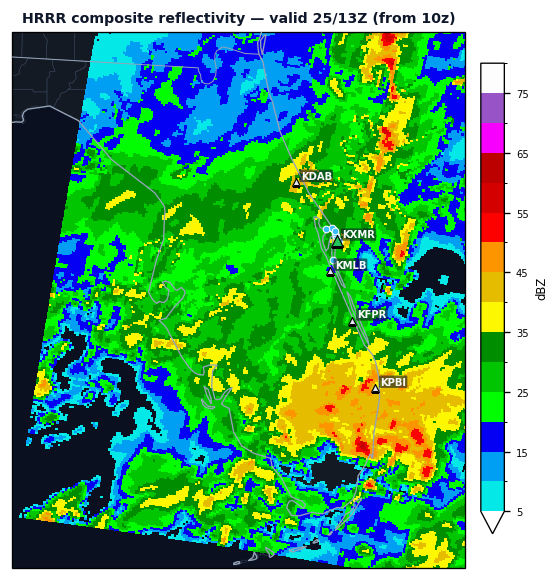 HRRR composite reflectivity — valid 25/13Z (from 10z)
KDAB
KXMR
KMLB
KFPR
KPBI
75
65
55
45
35
25
15
5
dBZ